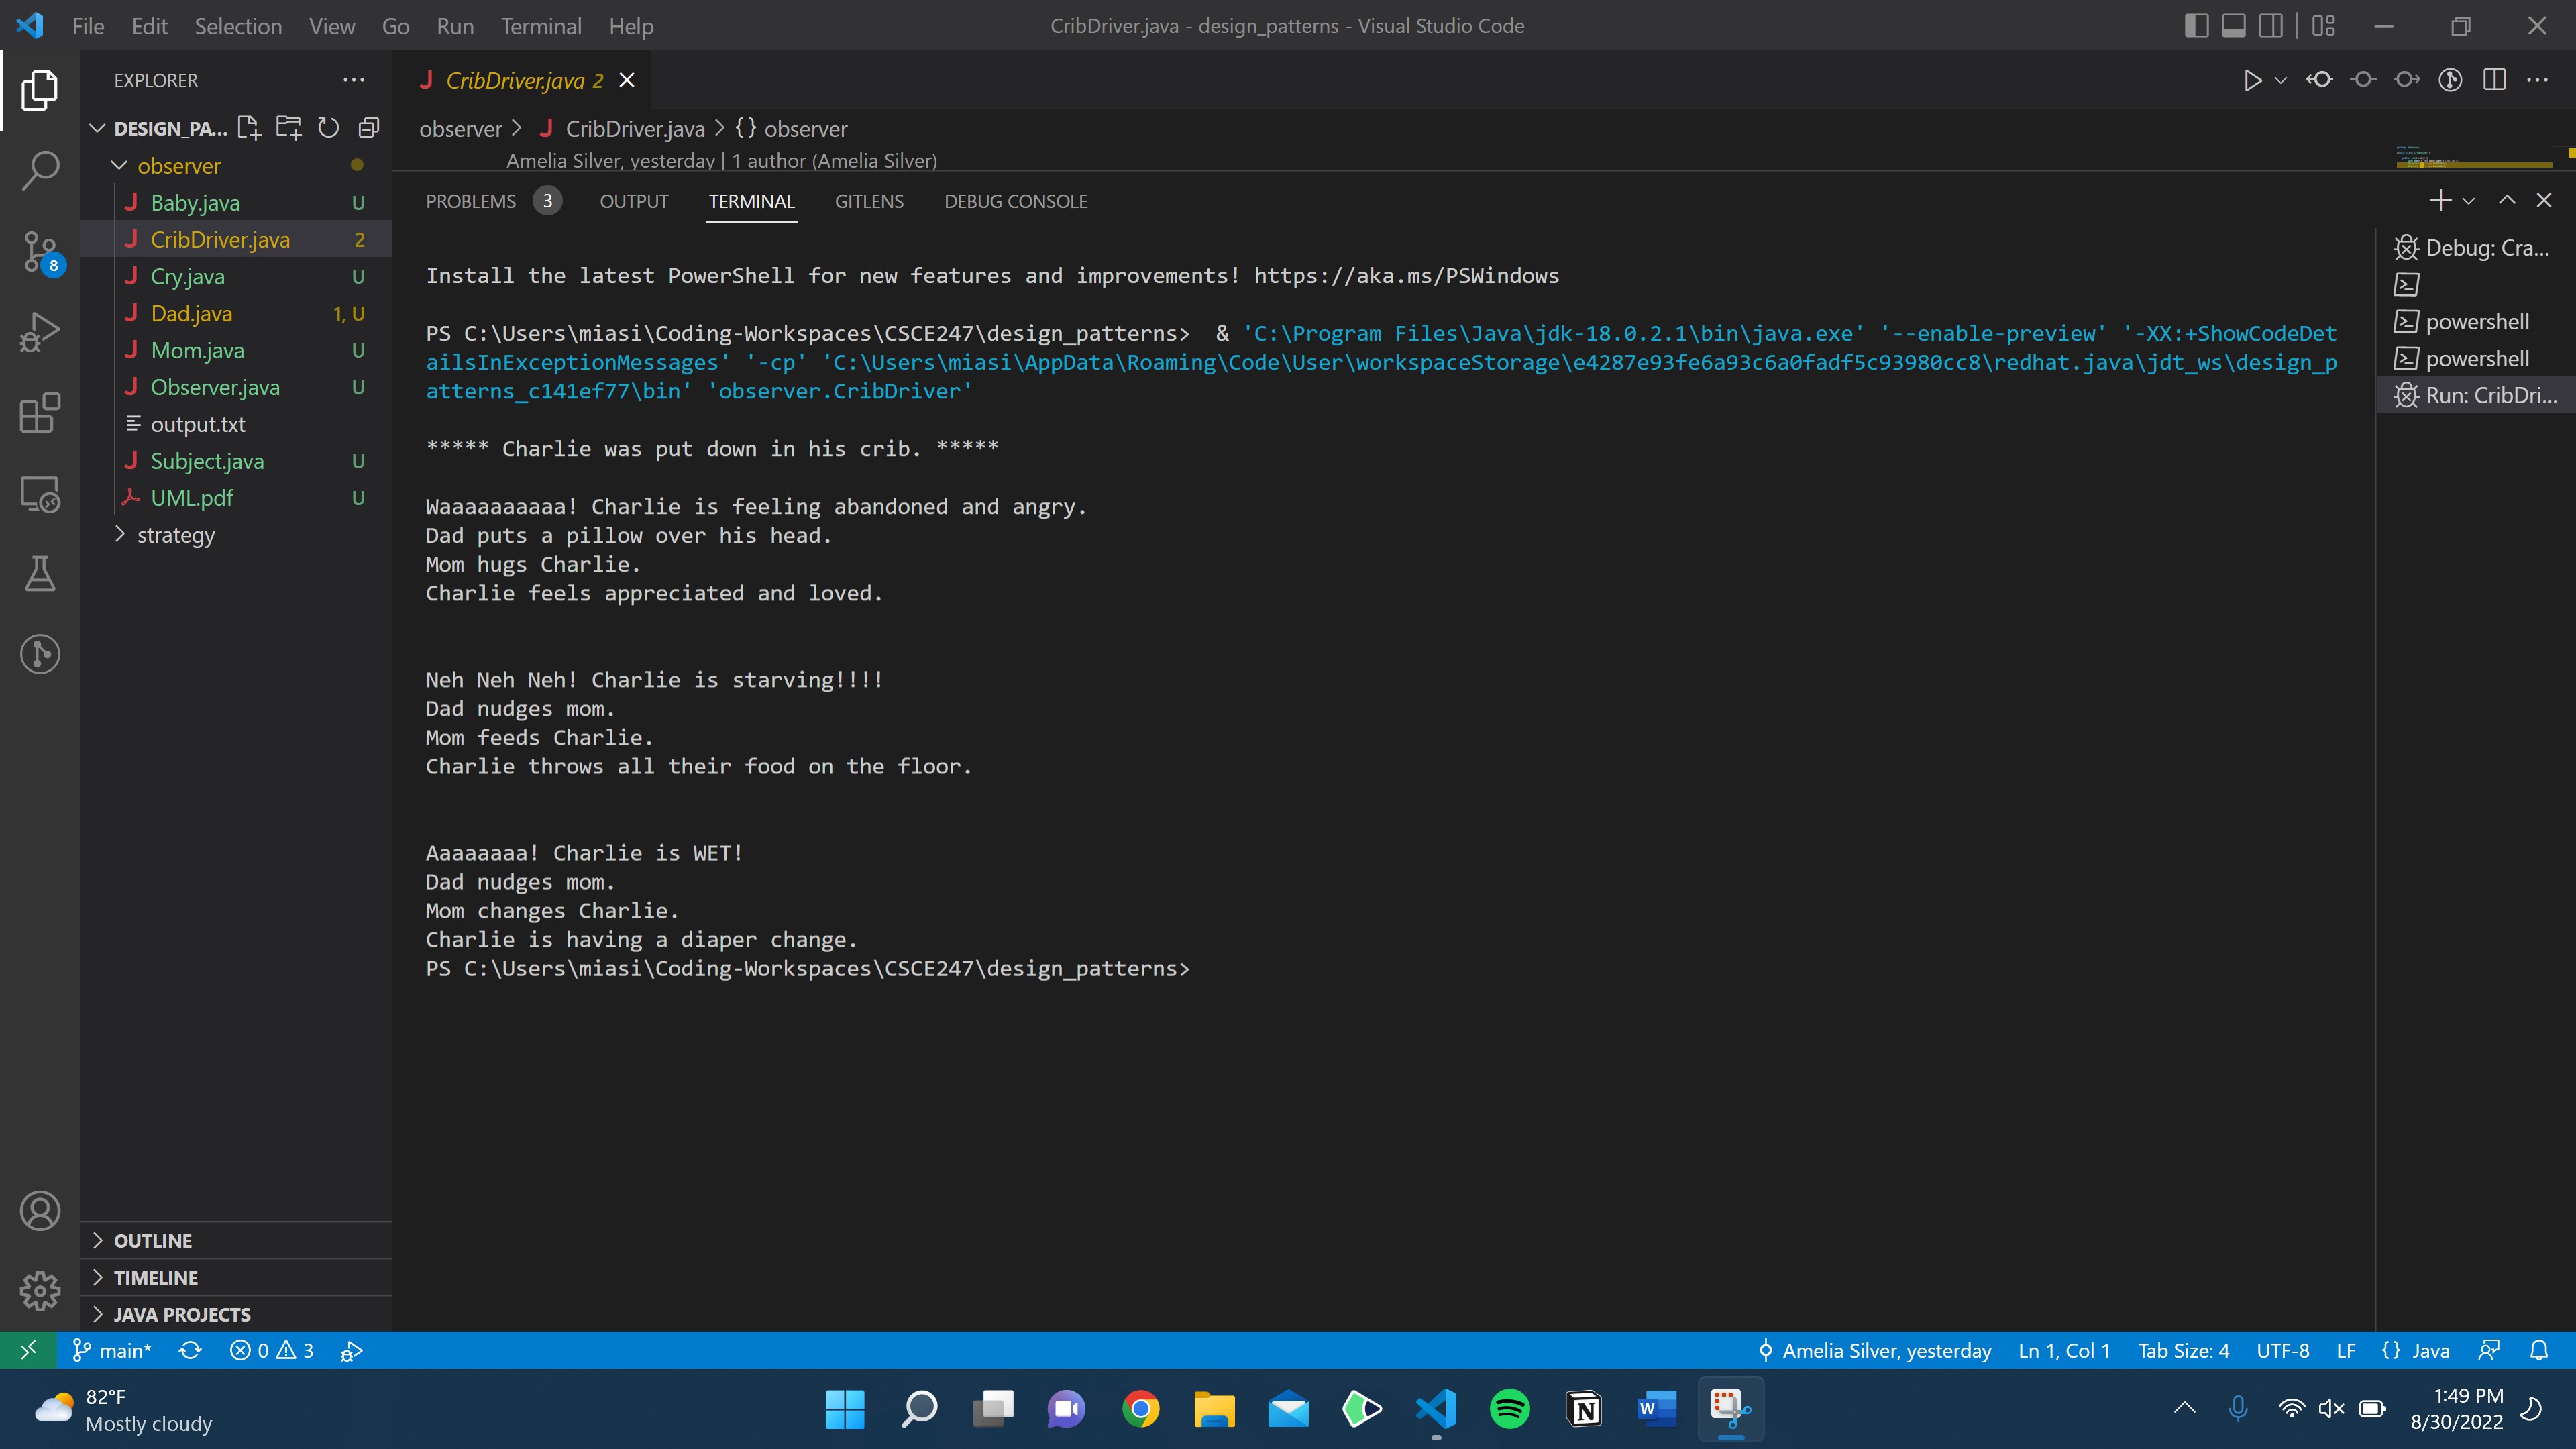 File Edit Selection View Go Run Terminal Help
CribDriver.java - design_patterns - Visual Studio Code
EXPLORER
DESIGN_PA...
observer
Baby.java U
CribDriver.java 2
Cry.java U
Dad.java 1, U
Mom.java U
Observer.java U
output.txt
Subject.java U
UML.pdf U
strategy
8
OUTLINE
TIMELINE
JAVA PROJECTS
CribDriver.java 2
observer > CribDriver.java > {} observer
Amelia Silver, yesterday | 1 author (Amelia Silver)
PROBLEMS 3 OUTPUT TERMINAL GITLENS DEBUG CONSOLE
Install the latest PowerShell for new features and improvements! https://aka.ms/PSWindows
PS C:\Users\miasi\Coding-Workspaces\CSCE247\design_patterns>  & 'C:\Program Files\Java\jdk-18.0.2.1\bin\java.exe' '--enable-preview' '-XX:+ShowCodeDet
ailsInExceptionMessages' '-cp' 'C:\Users\miasi\AppData\Roaming\Code\User\workspaceStorage\e4287e93fe6a93c6a0fadf5c93980cc8\redhat.java\jdt_ws\design_p
atterns_c141ef77\bin' 'observer.CribDriver'
***** Charlie was put down in his crib. *****
Waaaaaaaaaa! Charlie is feeling abandoned and angry.
Dad puts a pillow over his head.
Mom hugs Charlie.
Charlie feels appreciated and loved.
Neh Neh Neh! Charlie is starving!!!!
Dad nudges mom.
Mom feeds Charlie.
Charlie throws all their food on the floor.
Aaaaaaaa! Charlie is WET!
Dad nudges mom.
Mom changes Charlie.
Charlie is having a diaper change.
PS C:\Users\miasi\Coding-Workspaces\CSCE247\design_patterns>
Debug: Cra...
powershell
powershell
Run: CribDri...
main* 0 3
Amelia Silver, yesterday Ln 1, Col 1 Tab Size: 4 UTF-8 LF {} Java
82°F
Mostly cloudy
1:49 PM
8/30/2022